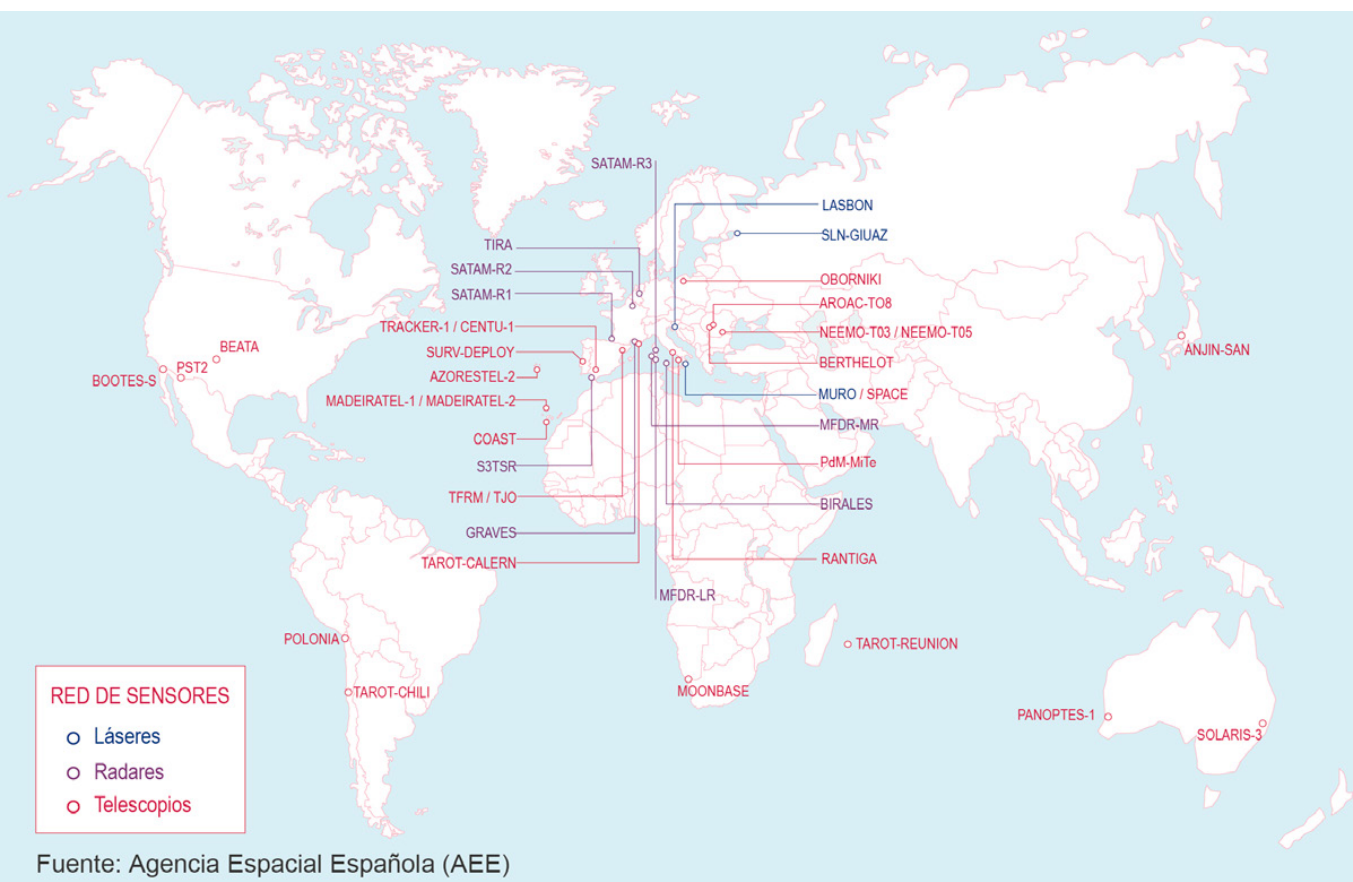 SATAM-R3
LASBON
SLN-GIUAZ
TIRA
SATAM-R2
SATAM-R1
OBORNIKI
AROAC-TO8
TRACKER-1 / CENTU-1
NEEMO-T03 / NEEMO-T05
SURV-DEPLOY
BERTHELOT
AZORESTEL-2
MURO / SPACE
MADEIRATEL-1 / MADEIRATEL-2
MFDR-MR
COAST
PdM-MiTe
S3TSR
TFRM / TJO
BIRALES
GRAVES
TAROT-CALERN
RANTIGA
MFDR-LR
BEATA
PST2
BOOTES-S
ANJIN-SAN
POLONIA
TAROT-REUNION
TAROT-CHILI
MOONBASE
PANOPTES-1
SOLARIS-3
RED DE SENSORES
Láseres
Radares
Telescopios
Fuente: Agencia Espacial Española (AEE)